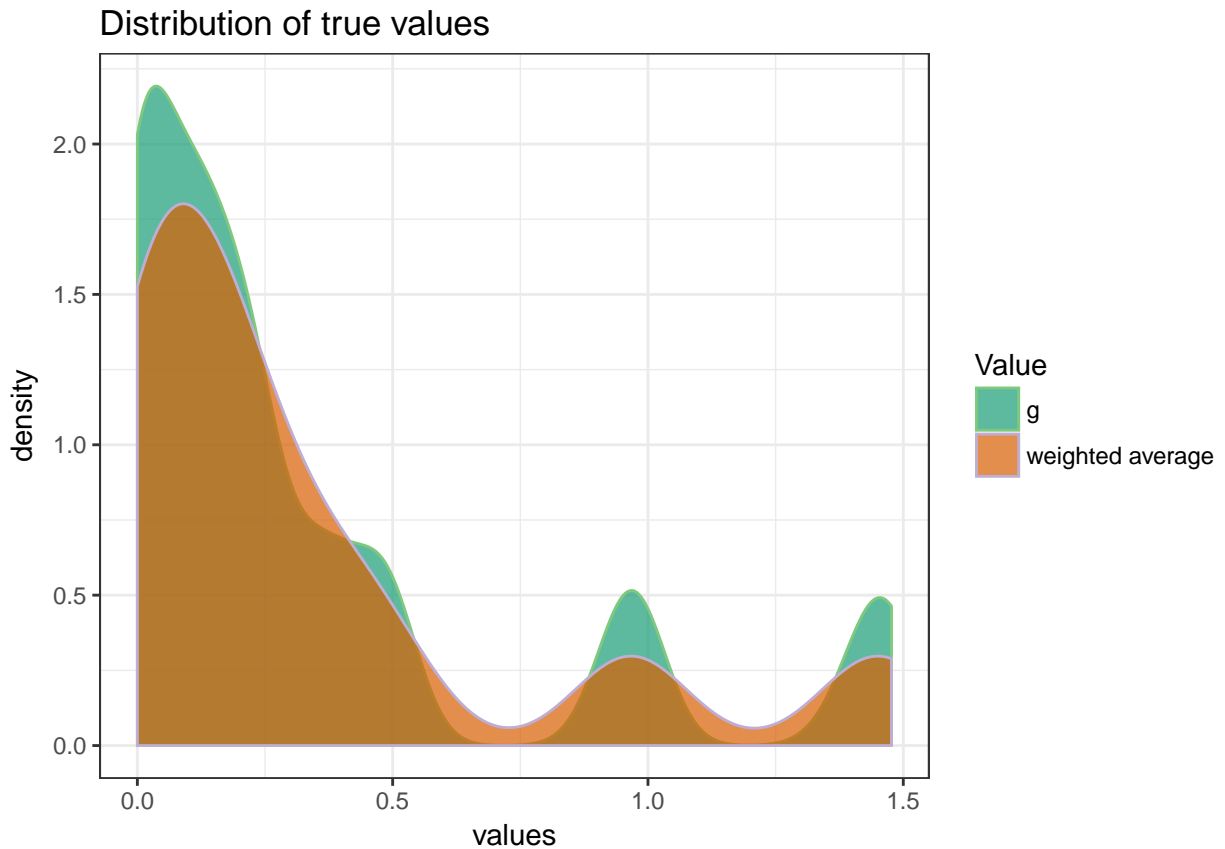 Distribution of true values
density
2.0
1.5
1.0
0.5
0.0
0.0 0.5 1.0 1.5
values
Value
g
weighted average